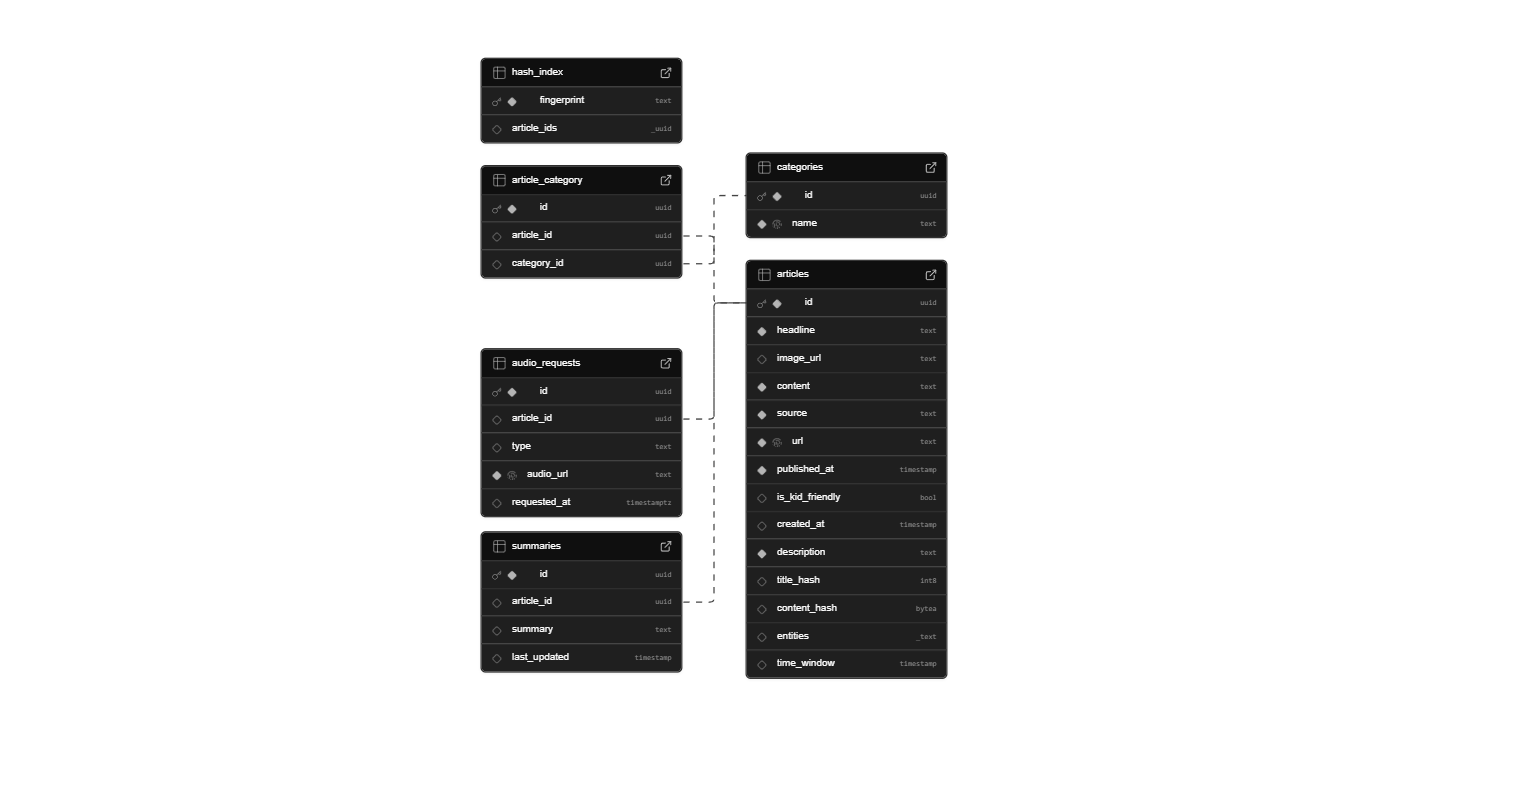 hash_index
fingerprint text
article_ids _uuid
article_category
id uuid
article_id uuid
category_id uuid
audio_requests
id uuid
article_id uuid
type text
audio_url text
requested_at timestamptz
summaries
id uuid
article_id uuid
summary text
last_updated timestamp
categories
id uuid
name text
articles
id uuid
headline text
image_url text
content text
source text
url text
published_at timestamp
is_kid_friendly bool
created_at timestamp
description text
title_hash int8
content_hash bytea
entities _text
time_window timestamp